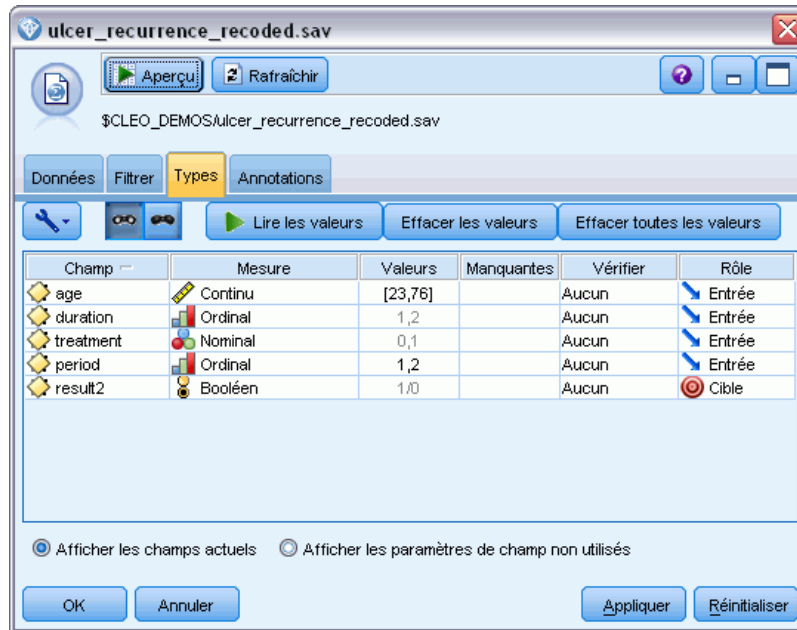 ulcer_recurrence_recoded.sav
Aperçu Rafraîchir
$CLEO_DEMOS/ulcer_recurrence_recoded.sav
Données Filtrer Types Annotations
Lire les valeurs Effacer les valeurs Effacer toutes les valeurs
Champ Mesure Valeurs Manquantes Vérifier Rôle
age Continu [23,76] Aucun Entrée
duration Ordinal 1,2 Aucun Entrée
treatment Nominal 0,1 Aucun Entrée
period Ordinal 1,2 Aucun Entrée
result2 Booléen 1/0 Aucun Cible
Afficher les champs actuels Afficher les paramètres de champ non utilisés
OK Annuler Appliquer Réinitialiser